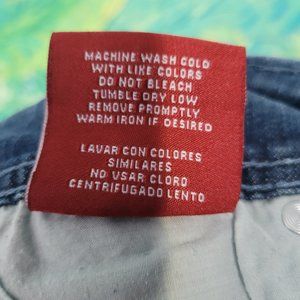 MACHINE WASH COLD
WITH LIKE COLORS
DO NOT BLEACH
TUMBLE DRY LOW
REMOVE PROMPTLY
WARM IRON IF DESIRED
LAVAR CON COLORES
SIMILARES
NO VSAR CLORO
CENTRIFUGADO LENTO